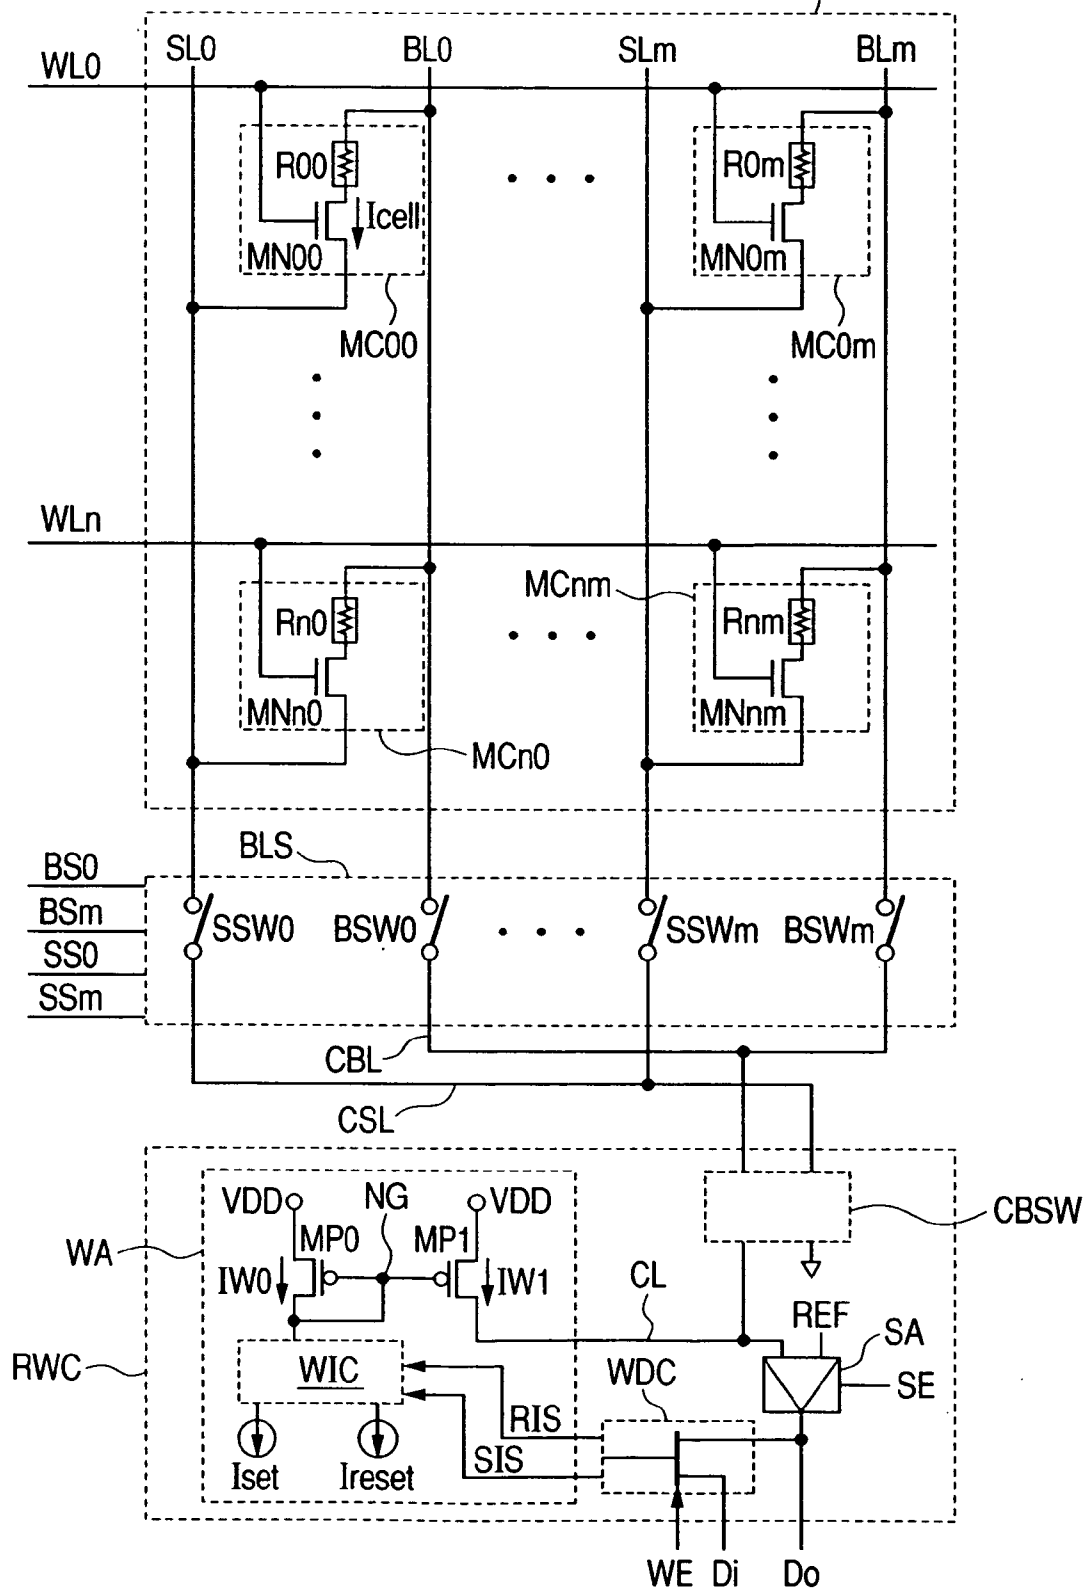 SL0 BL0 SLm BLm
WL0
R00 R0m
Icell
MN00 MN0m
MC00 MC0m
WLn
MCnm
Rn0 Rnm
MNn0 MNnm
MCn0
BLS
BS0
BSm
SS0
SSm
SSW0 BSW0 SSWm BSWm
CBL
CSL
VDD NG VDD
CBSW
WA
MP0 MP1
IW0 IW1
CL
REF
SA
SE
RWC
WIC
WDC
RIS
SIS
Iset Ireset
WE Di Do